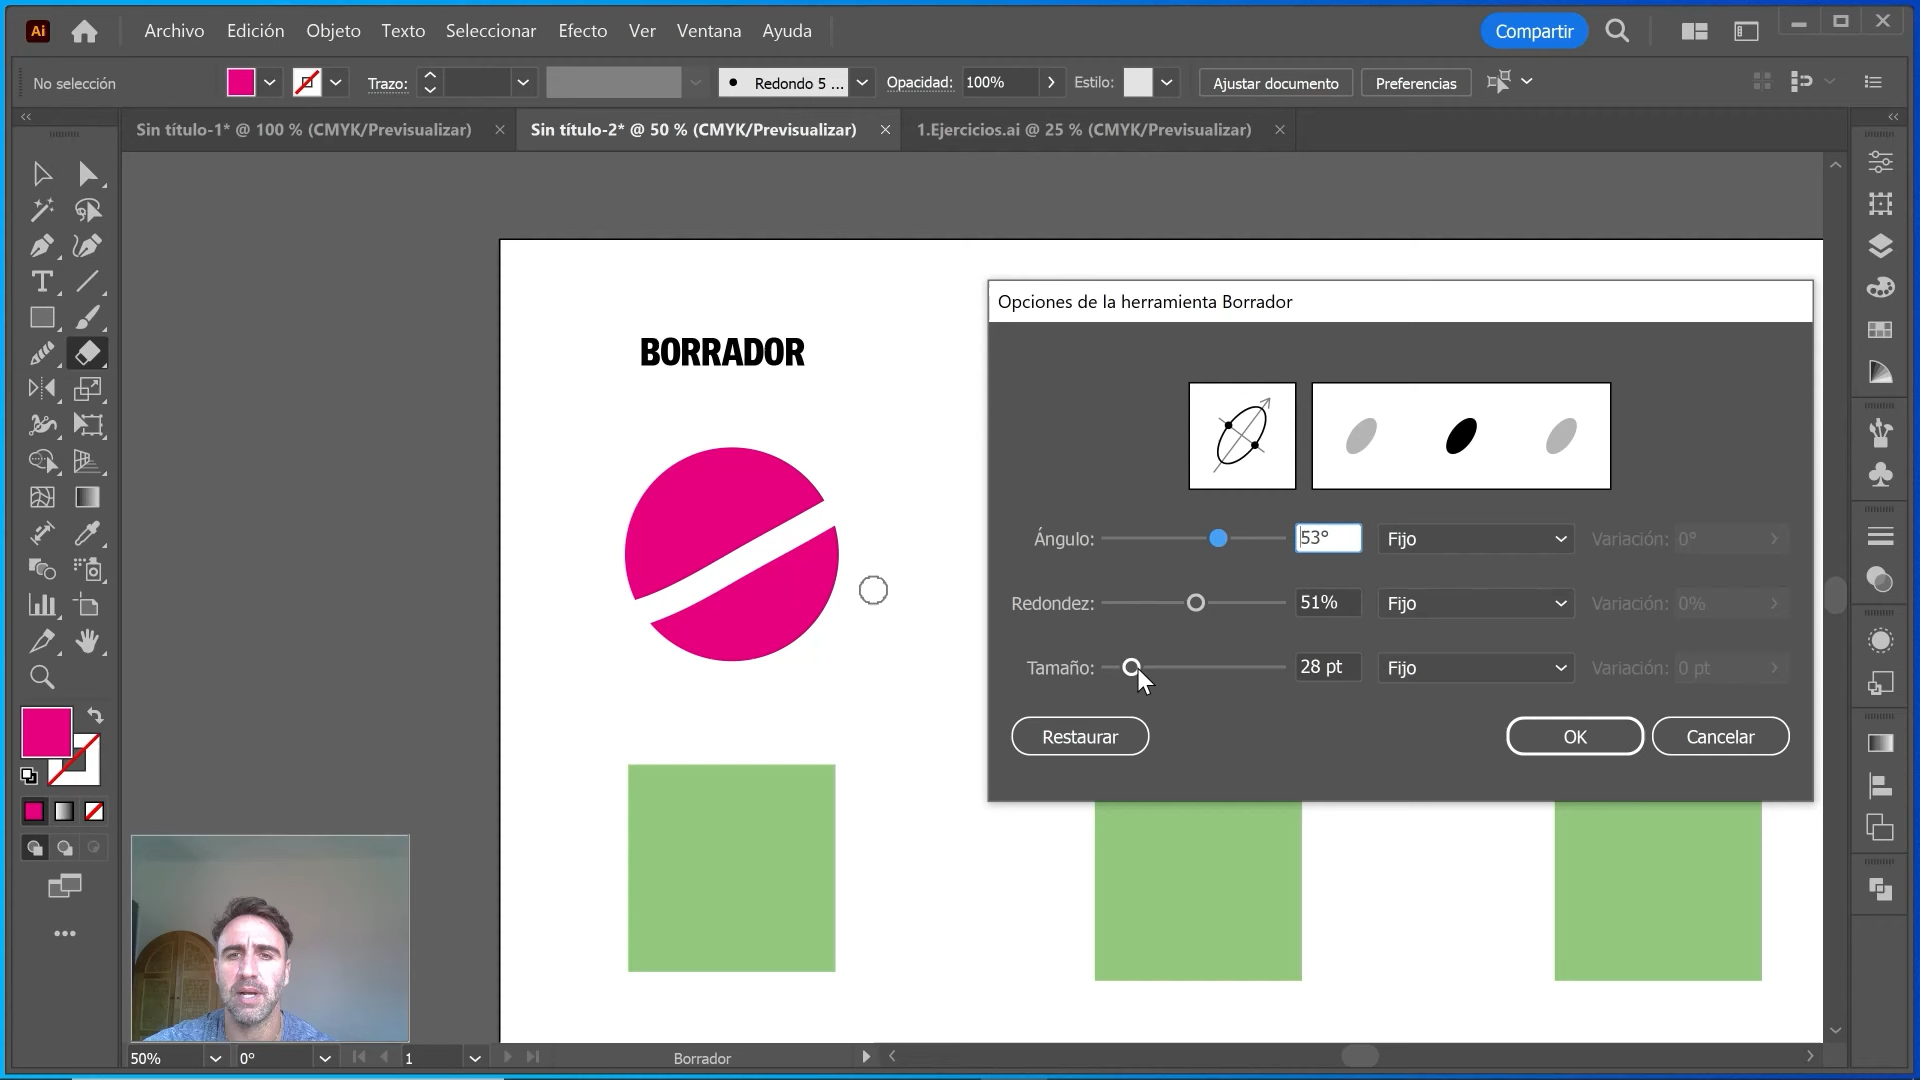 Ai
Archivo
Edición
Objeto
Texto
Seleccionar
Efecto
Ver
Ventana
Ayuda
Compartir
No selección
Trazo:
Redondo 5 ...
Opacidad:
100%
Estilo:
Ajustar documento
Preferencias
Sin título-1* @ 100 % (CMYK/Previsualizar)
Sin título-2* @ 50 % (CMYK/Previsualizar)
1.Ejercicios.ai @ 25 % (CMYK/Previsualizar)
BORRADOR
Opciones de la herramienta Borrador
Ángulo:
53°
Fijo
Variación:
0°
Redondez:
51%
Fijo
Variación:
0%
Tamaño:
28 pt
Fijo
Variación:
0 pt
Restaurar
OK
Cancelar
50%
0°
1
Borrador